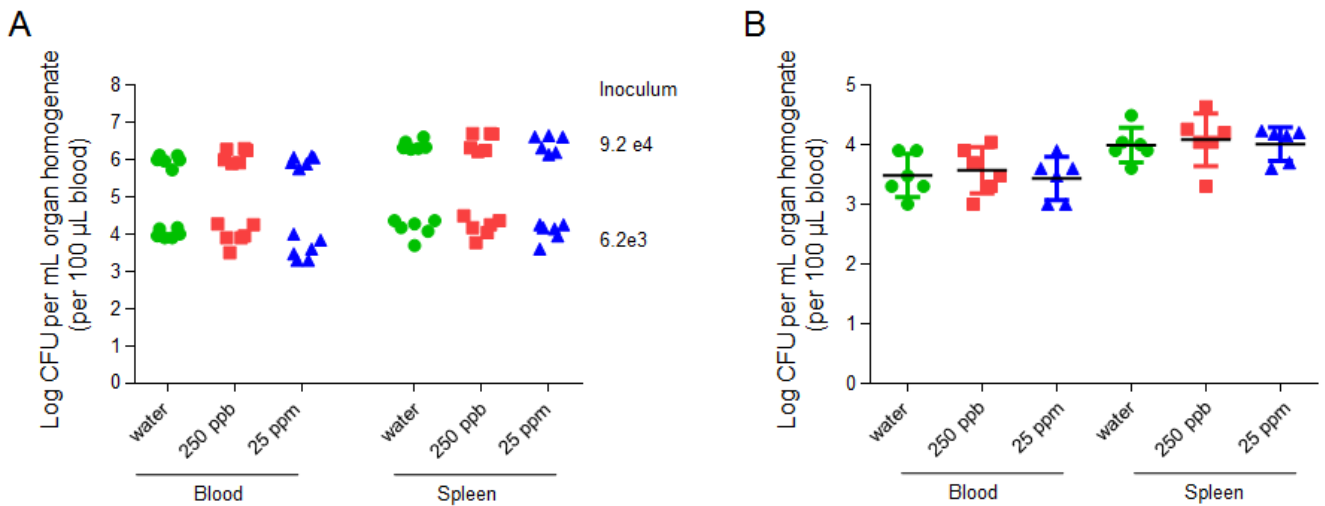 A
Log CFU per mL organ homogenate
(per 100 µL blood)
8
7
6
5
4
3
2
1
0
water
250 ppb
25 ppm
water
250 ppb
25 ppm
Blood
Spleen
Inoculum
9.2 e4
6.2e3
B
Log CFU per mL organ homogenate
(per 100 µL blood)
5
4
3
2
1
0
water
250 ppb
25 ppm
water
250 ppb
25 ppm
Blood
Spleen